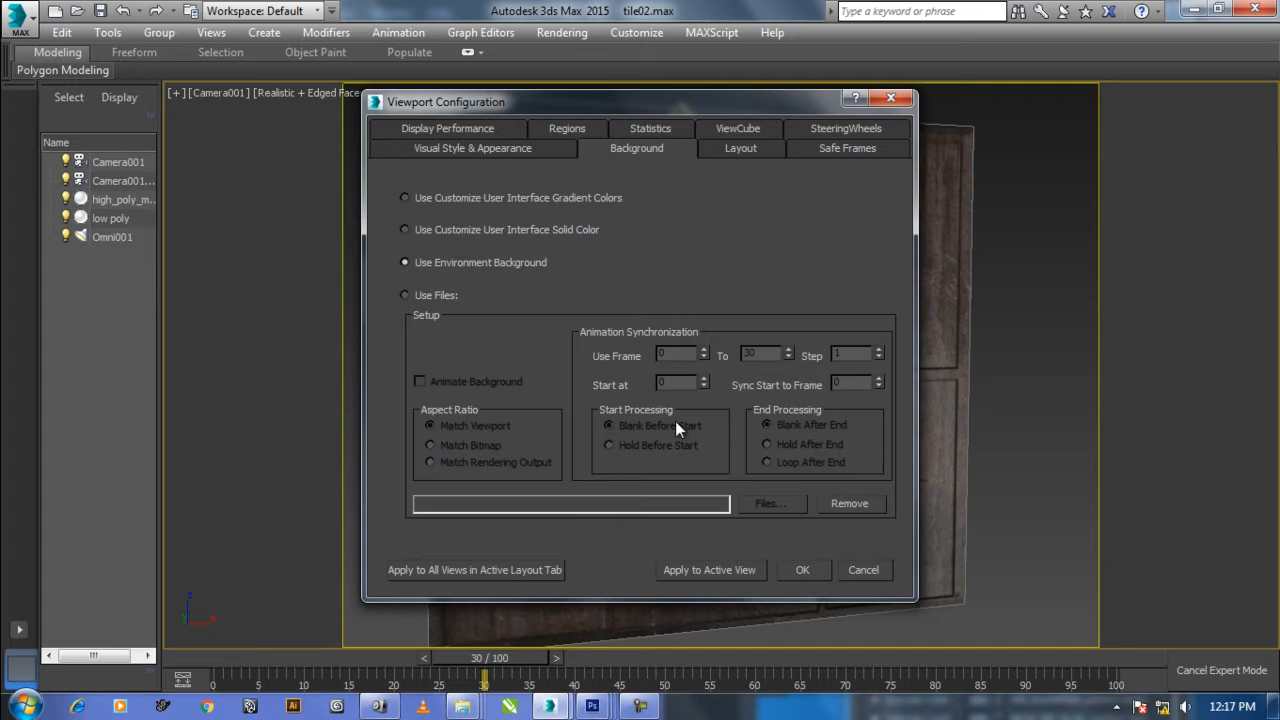 Workspace: Default
Autodesk 3ds Max 2015 tile02.max
Type a keyword or phrase
MAX
Edit Tools Group Views Create Modifiers Animation Graph Editors Rendering Customize MAXScript Help
Modeling Freeform Selection Object Paint Populate
Polygon Modeling
Select Display
[+] [Camera001] [Realistic + Edged Face
Name
Camera001
Camera001...
high_poly_m...
low poly
Omni001
Viewport Configuration
Display Performance Regions Statistics ViewCube SteeringWheels
Visual Style & Appearance Background Layout Safe Frames
Use Customize User Interface Gradient Colors
Use Customize User Interface Solid Color
Use Environment Background
Use Files:
Setup
Animation Synchronization
Use Frame 0 To 30 Step 1
Animate Background
Start at 0 Sync Start to Frame 0
Aspect Ratio
Match Viewport
Match Bitmap
Match Rendering Output
Start Processing
Blank Before Start
Hold Before Start
End Processing
Blank After End
Hold After End
Loop After End
Files... Remove
Apply to All Views in Active Layout Tab Apply to Active View OK Cancel
z
x
30 / 100
0 5 10 15 20 25 30 35 40 45 50 55 60 65 70 75 80 85 90 95 100
Cancel Expert Mode
12:17 PM